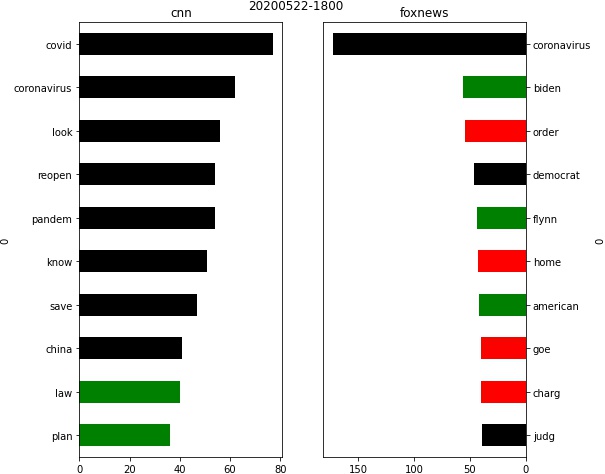 20200522-1800
cnn
foxnews
covid
coronavirus
look
reopen
pandem
know
save
china
law
plan
0
0 20 40 60 80
coronavirus
biden
order
democrat
flynn
home
american
goe
charg
judg
0
150 100 50 0